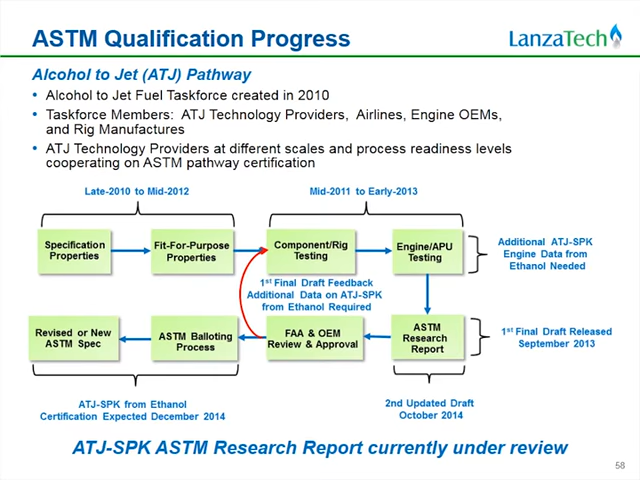 ASTM Qualification Progress
LanzaTech
Alcohol to Jet (ATJ) Pathway
• Alcohol to Jet Fuel Taskforce created in 2010
• Taskforce Members: ATJ Technology Providers, Airlines, Engine OEMs,
and Rig Manufactures
• ATJ Technology Providers at different scales and process readiness levels
cooperating on ASTM pathway certification
Late-2010 to Mid-2012
Mid-2011 to Early-2013
Specification
Properties
Fit-For-Purpose
Properties
Component/Rig
Testing
Engine/APU
Testing
Additional ATJ-SPK
Engine Data from
Ethanol Needed
1st Final Draft Feedback
Additional Data on ATJ-SPK
from Ethanol Required
Revised or New
ASTM Spec
ASTM Balloting
Process
FAA & OEM
Review & Approval
ASTM
Research
Report
1st Final Draft Released
September 2013
ATJ-SPK from Ethanol
Certification Expected December 2014
2nd Updated Draft
October 2014
ATJ-SPK ASTM Research Report currently under review
58